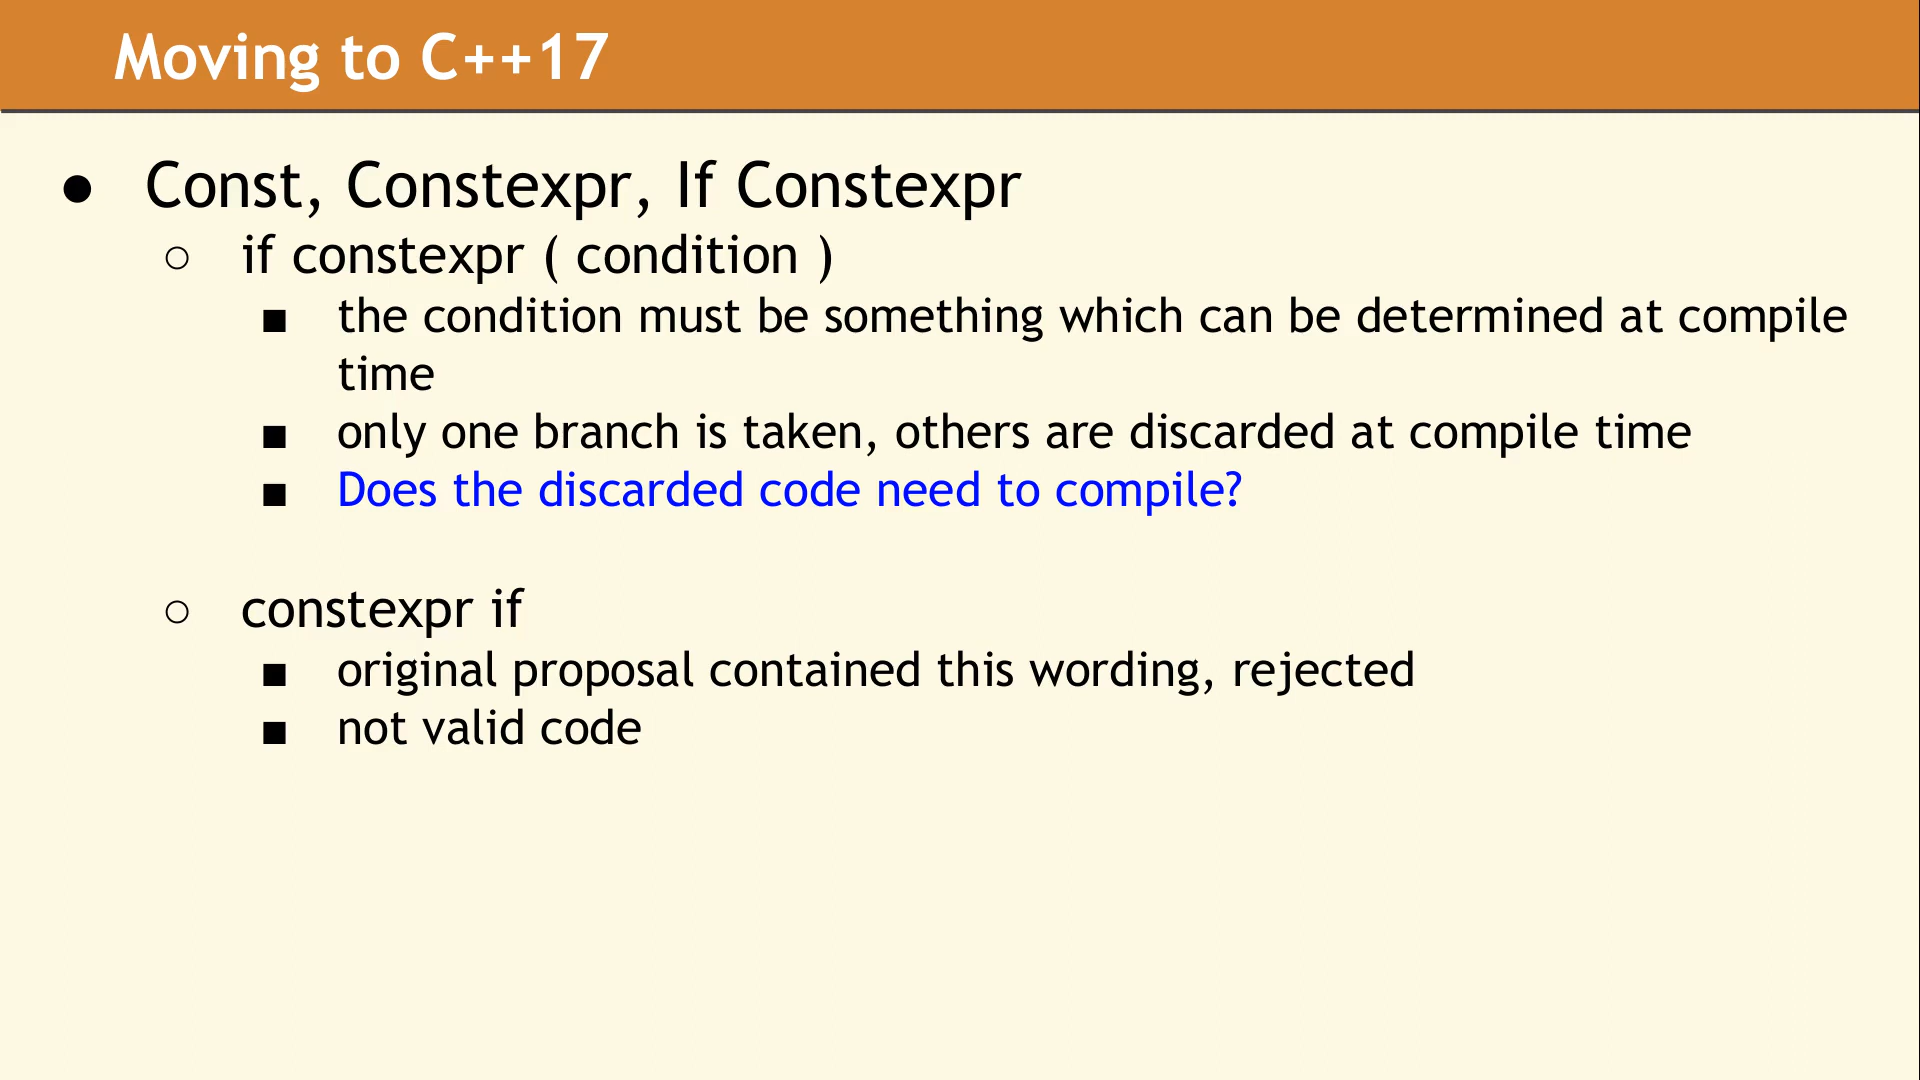 Moving to C++17
● Const, Constexpr, If Constexpr
○ if constexpr ( condition )
■ the condition must be something which can be determined at compile
time
■ only one branch is taken, others are discarded at compile time
■ Does the discarded code need to compile?
○ constexpr if
■ original proposal contained this wording, rejected
■ not valid code